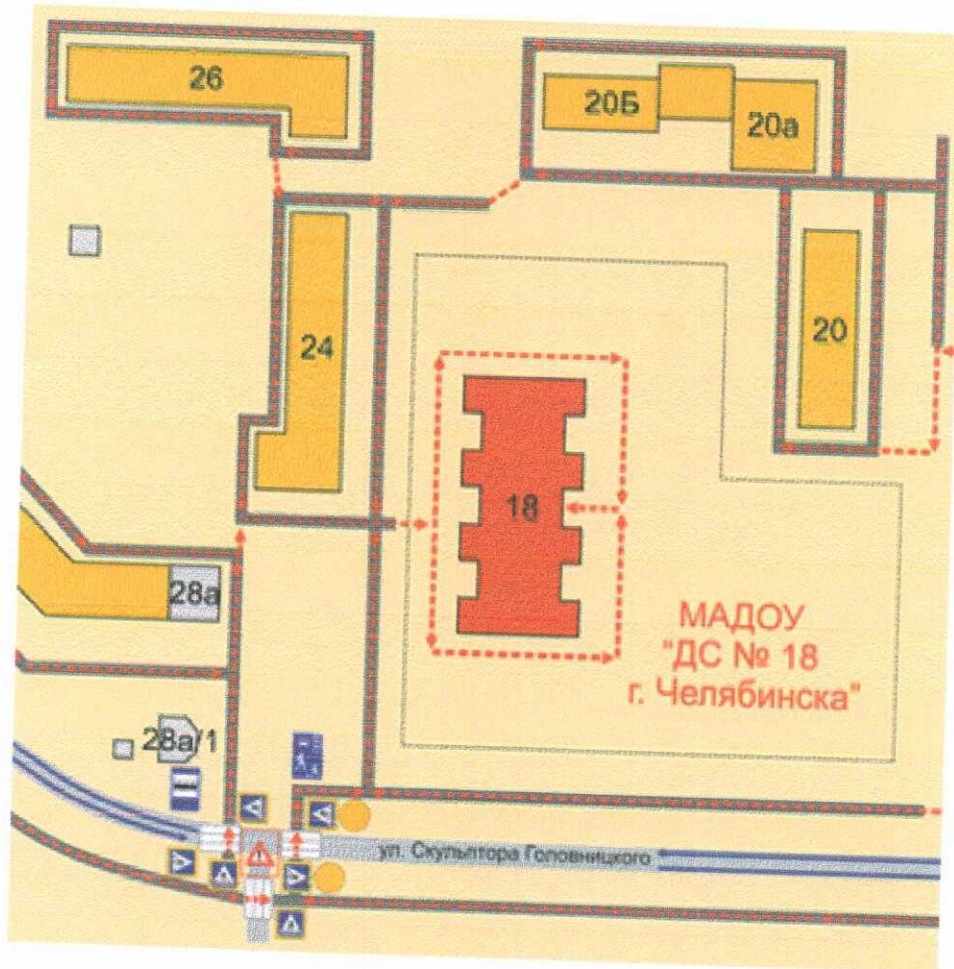 26
20Б
20а
24
20
18
28а
МАДОУ
"ДС № 18
г. Челябинска"
28а/1
ул. Скульптора Головницкого